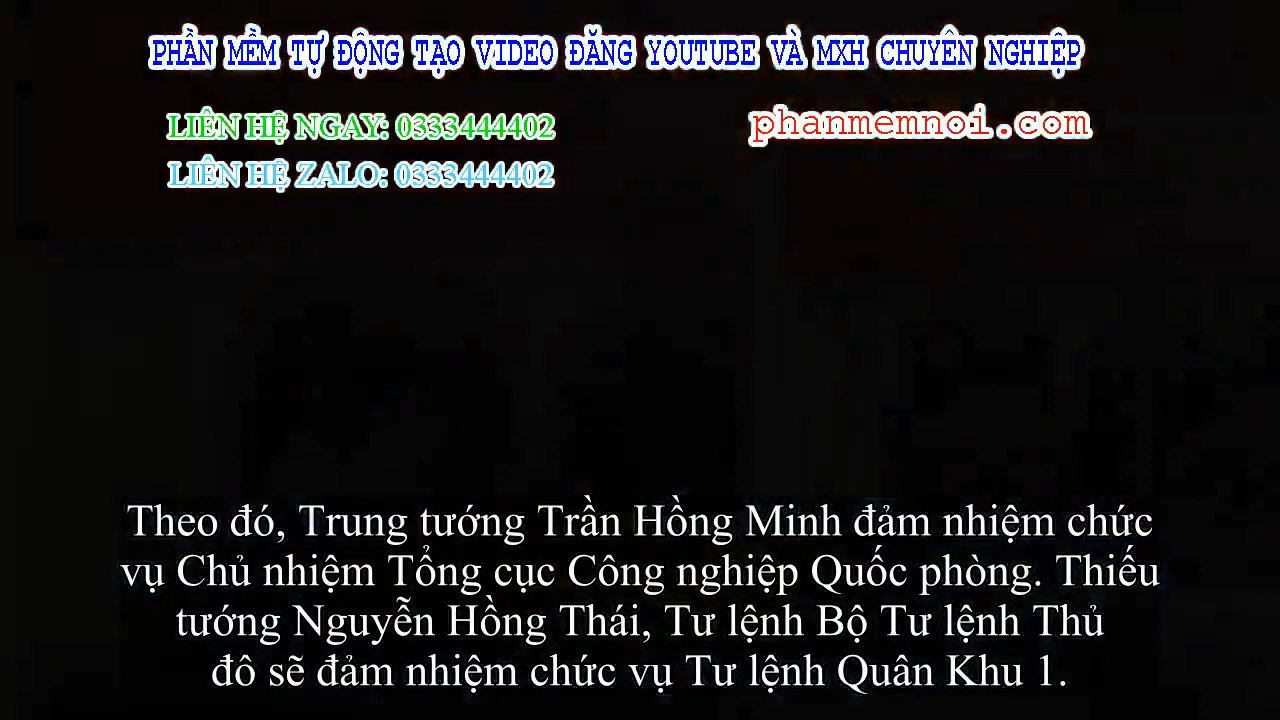 PHẦN MỀM TỰ ĐỘNG TẠO VIDEO ĐĂNG YOUTUBE VÀ MXH CHUYÊN NGHIỆP
LIÊN HỆ NGAY: 0333444402
phanmemnoi.com
LIÊN HỆ ZALO: 0333444402
Theo đó, Trung tướng Trần Hồng Minh đảm nhiệm chức
vụ Chủ nhiệm Tổng cục Công nghiệp Quốc phòng. Thiếu
tướng Nguyễn Hồng Thái, Tư lệnh Bộ Tư lệnh Thủ
đô sẽ đảm nhiệm chức vụ Tư lệnh Quân Khu 1.